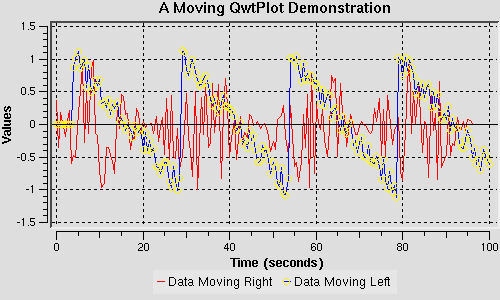 A Moving QwtPlot Demonstration
1.5
1
0.5
0
-0.5
-1
-1.5
Values
0 20 40 60 80 100
Time (seconds)
Data Moving Right Data Moving Left